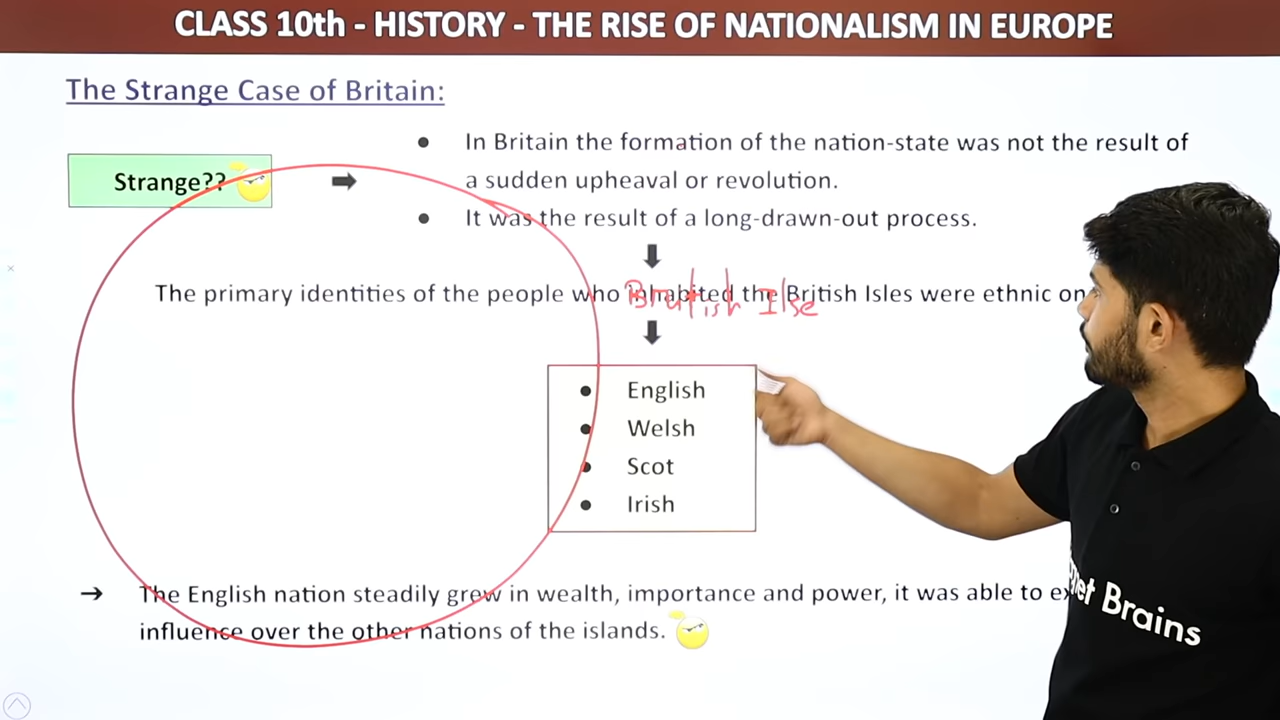 CLASS 10th - HISTORY - THE RISE OF NATIONALISM IN EUROPE
The Strange Case of Britain:
Strange??
• In Britain the formation of the nation-state was not the result of
a sudden upheaval or revolution.
• It was the result of a long-drawn-out process.
The primary identities of the people who inhabited the British Isles were ethnic on
British Ilse
• English
• Welsh
• Scot
• Irish
→ The English nation steadily grew in wealth, importance and power, it was able to
influence over the other nations of the islands.
Brains